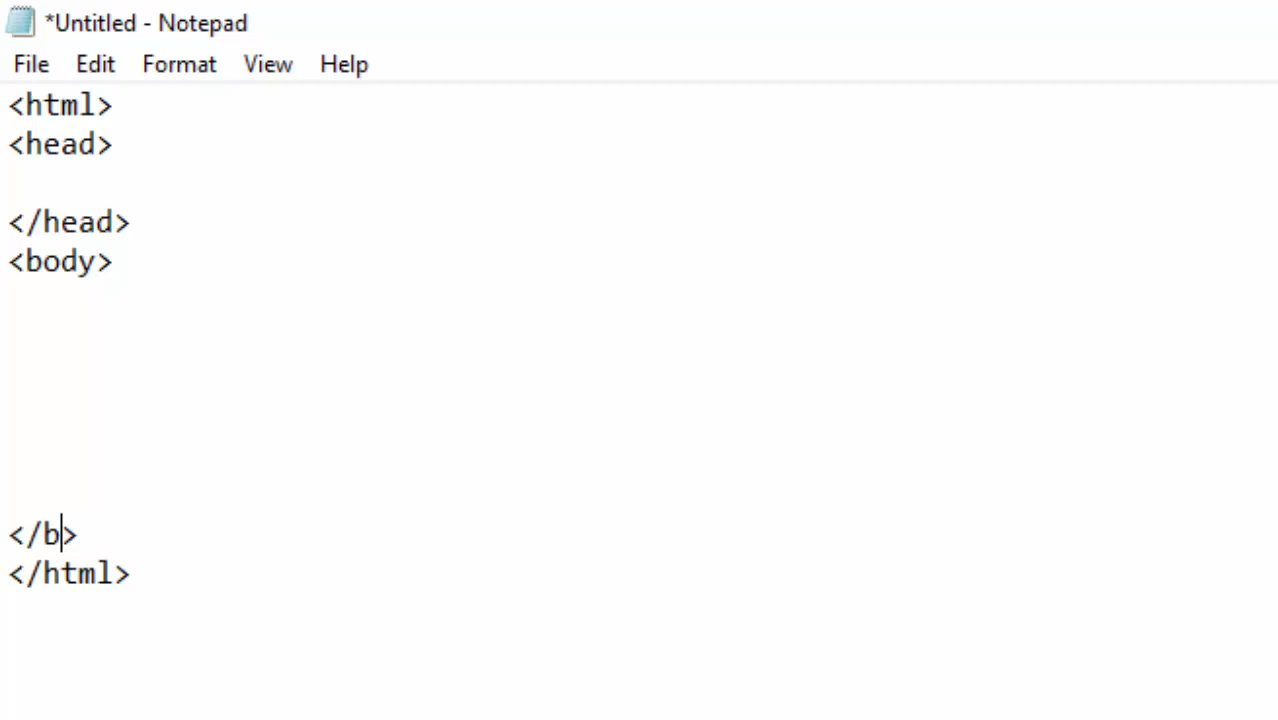 *Untitled - Notepad
File Edit Format View Help
<html>
<head>
</head>
<body>
</b>
</html>